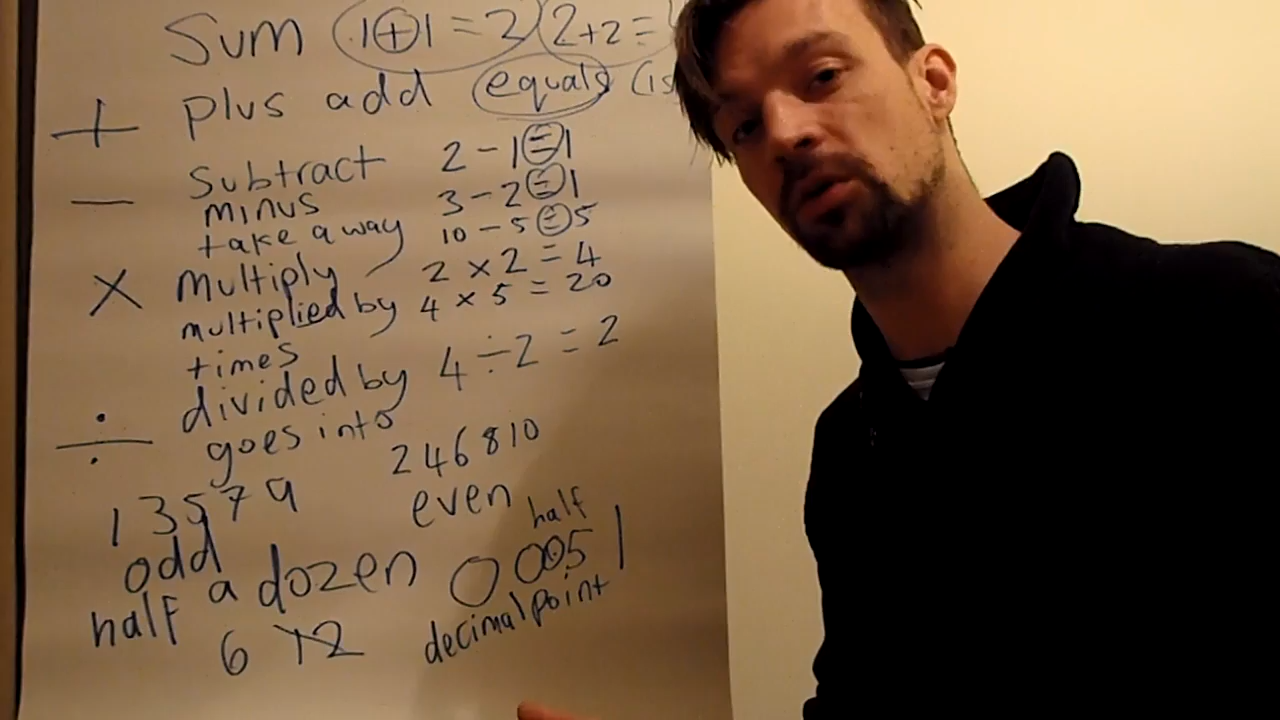 Sum 1+1=2 2+2=
+ plus add equals (is
subtract 2-1=1
- minus 3-2=1
take away 10-5=5
× multiply 2×2=4
multiplied by 4×5=20
times
÷ divided by 4÷2=2
goes into
2 4 6 8 10
1 3 5 7 9 even
odd half
half a dozen 0 00.5 1
6 12 decimal point